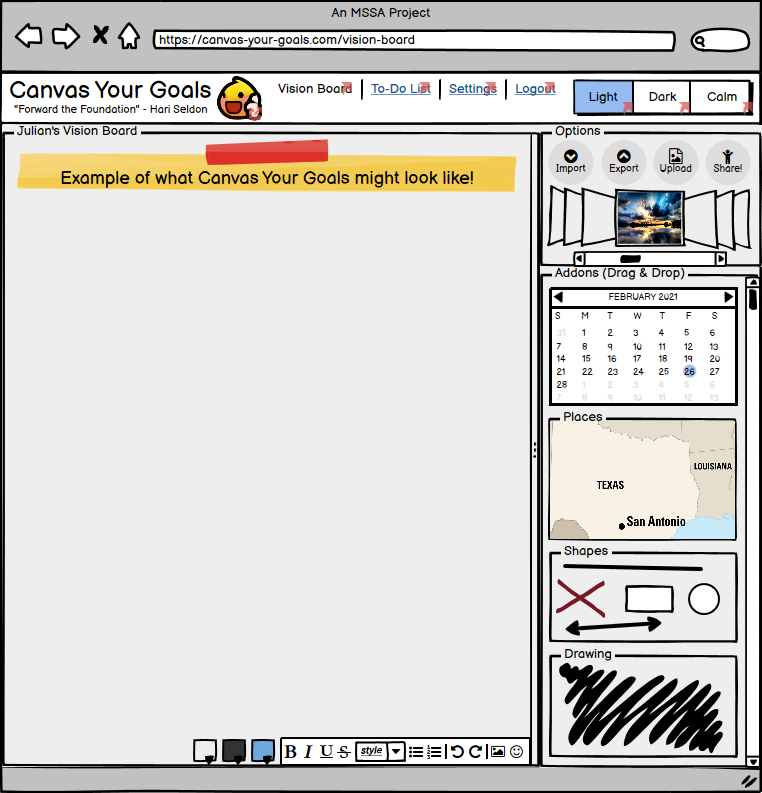 An MSSA Project
https://canvas-your-goals.com/vision-board
Canvas Your Goals
"Forward the Foundation" - Hari Seldon
Vision Board
To-Do List
Settings
Logout
Light
Dark
Calm
Julian's Vision Board
Example of what Canvas Your Goals might look like!
Options
Import
Export
Upload
Share!
Addons (Drag & Drop)
FEBRUARY 2021
S M T W T F S
31 1 2 3 4 5 6
7 8 9 10 11 12 13
14 15 16 17 18 19 20
21 22 23 24 25 26 27
28 1 2 3 4 5 6
7 8 9 10 11 12 13
Places
LOUISIANA
TEXAS
San Antonio
Shapes
Drawing
B I U S style